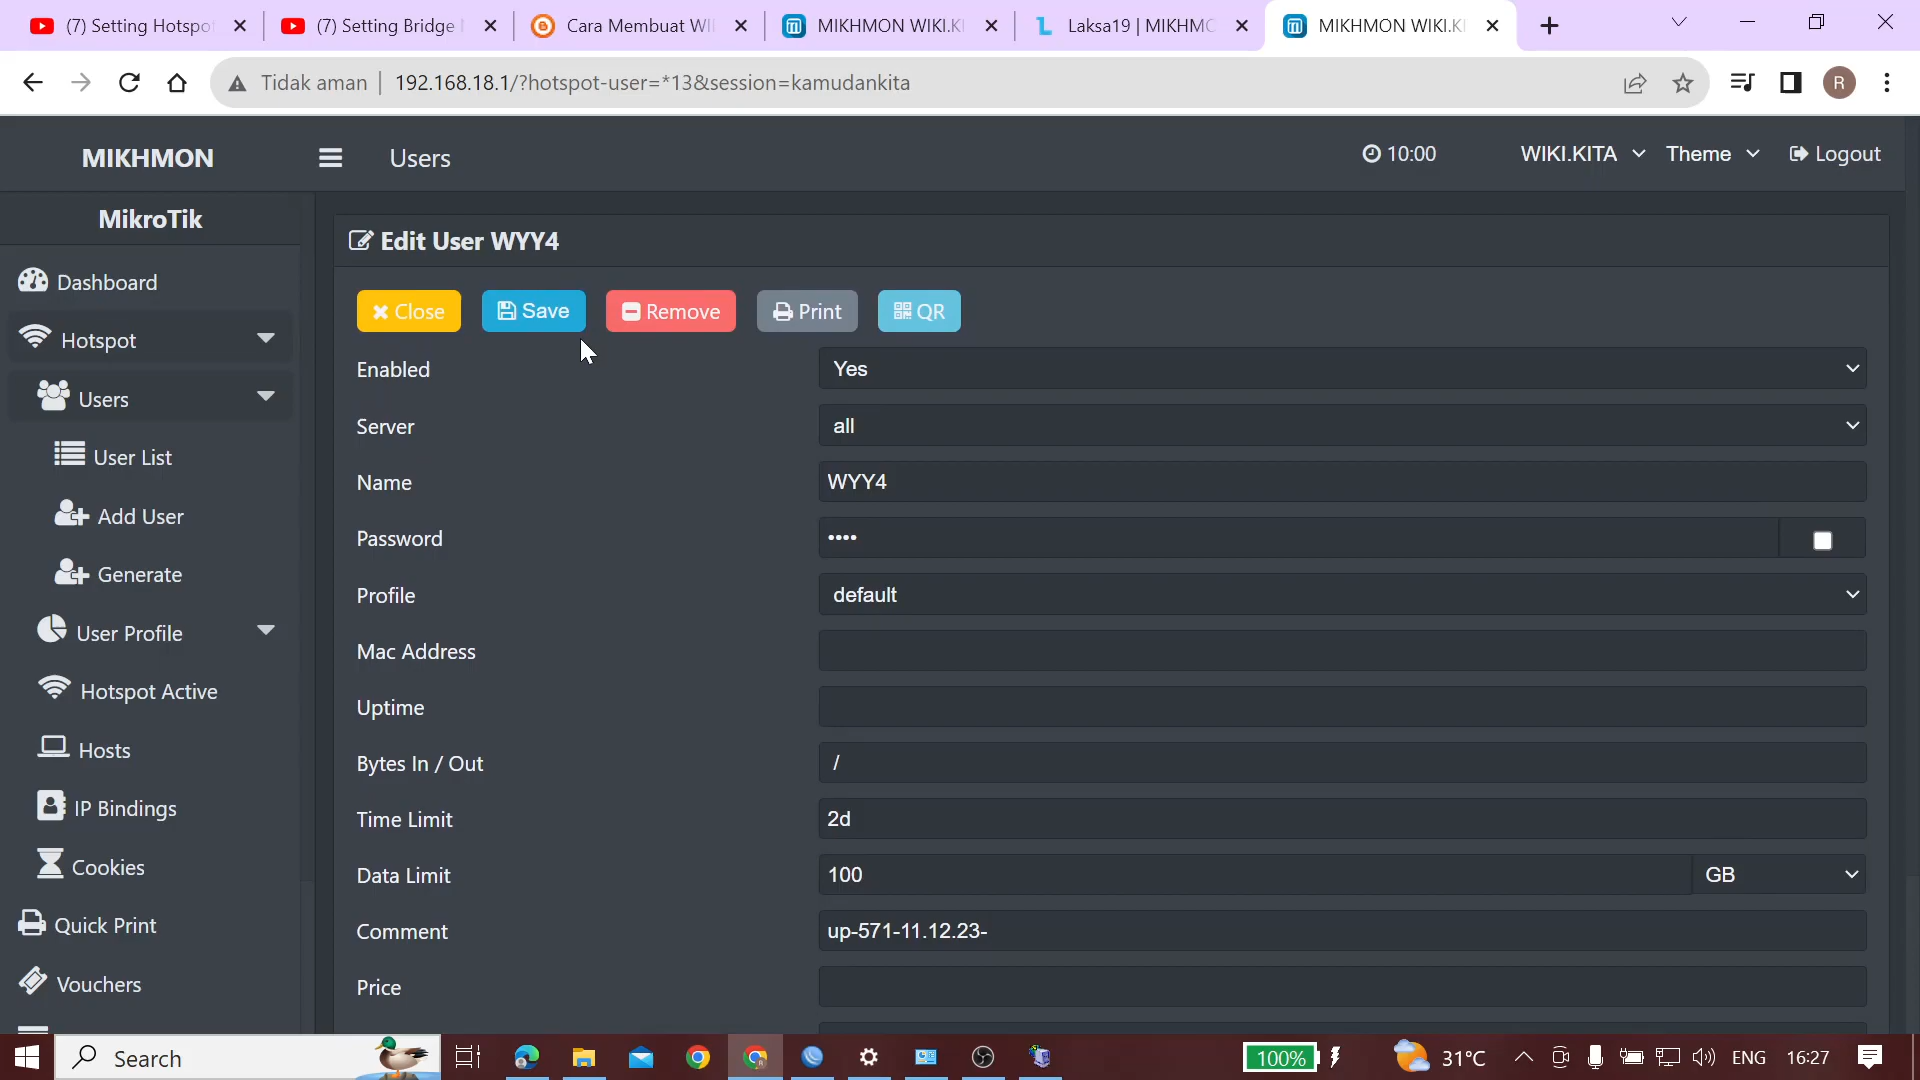 (7) Setting Hotspo
(7) Setting Bridge
Cara Membuat WI
MIKHMON WIKI.KI
Laksa19 | MIKHMO
MIKHMON WIKI.KI
Tidak aman
192.168.18.1/?hotspot-user=*13&session=kamudankita
R
MIKHMON
Users
10:00
WIKI.KITA
Theme
Logout
MikroTik
Dashboard
Hotspot
Users
User List
Add User
Generate
User Profile
Hotspot Active
Hosts
IP Bindings
Cookies
Quick Print
Vouchers
Edit User WYY4
Close
Save
Remove
Print
QR
Enabled
Yes
Server
all
Name
WYY4
Password
••••
Profile
default
Mac Address
Uptime
Bytes In / Out
/
Time Limit
2d
Data Limit
100
GB
Comment
up-571-11.12.23-
Price
Search
100%
31°C
ENG
16:27